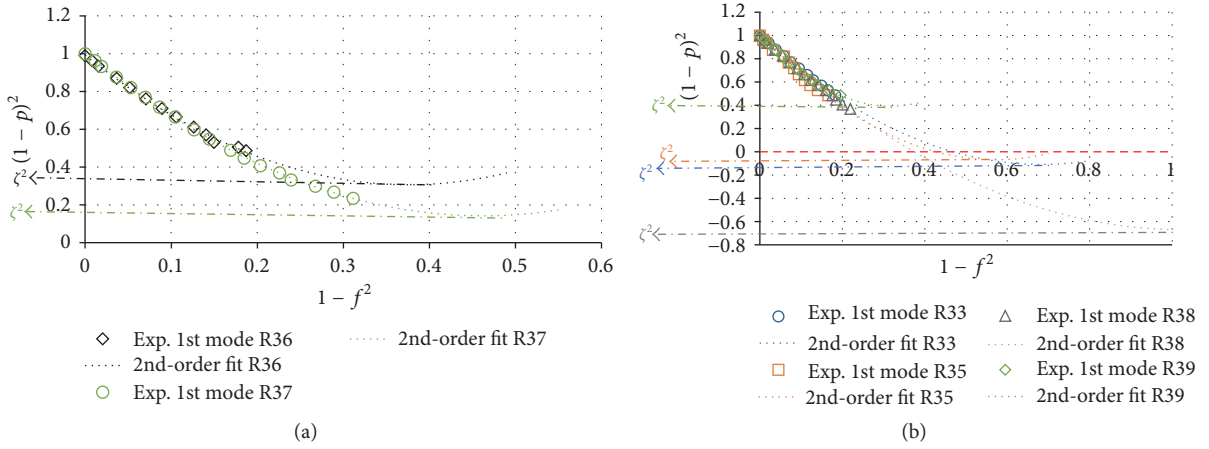 1.2
1
0.8
0.6
0.4
0.2
0
(1 − p)²
ζ²
ζ²
0 0.1 0.2 0.3 0.4 0.5 0.6
1 − f²
Exp. 1st mode R36
2nd-order fit R36
Exp. 1st mode R37
2nd-order fit R37
(a)
1.2
1
0.8
0.6
0.4
0.2
0
−0.2
−0.4
−0.6
−0.8
(1 − p)²
ζ²
ζ²
ζ²
ζ²
0 0.2 0.4 0.6 0.8 1
1 − f²
Exp. 1st mode R33
2nd-order fit R33
Exp. 1st mode R35
2nd-order fit R35
Exp. 1st mode R38
2nd-order fit R38
Exp. 1st mode R39
2nd-order fit R39
(b)